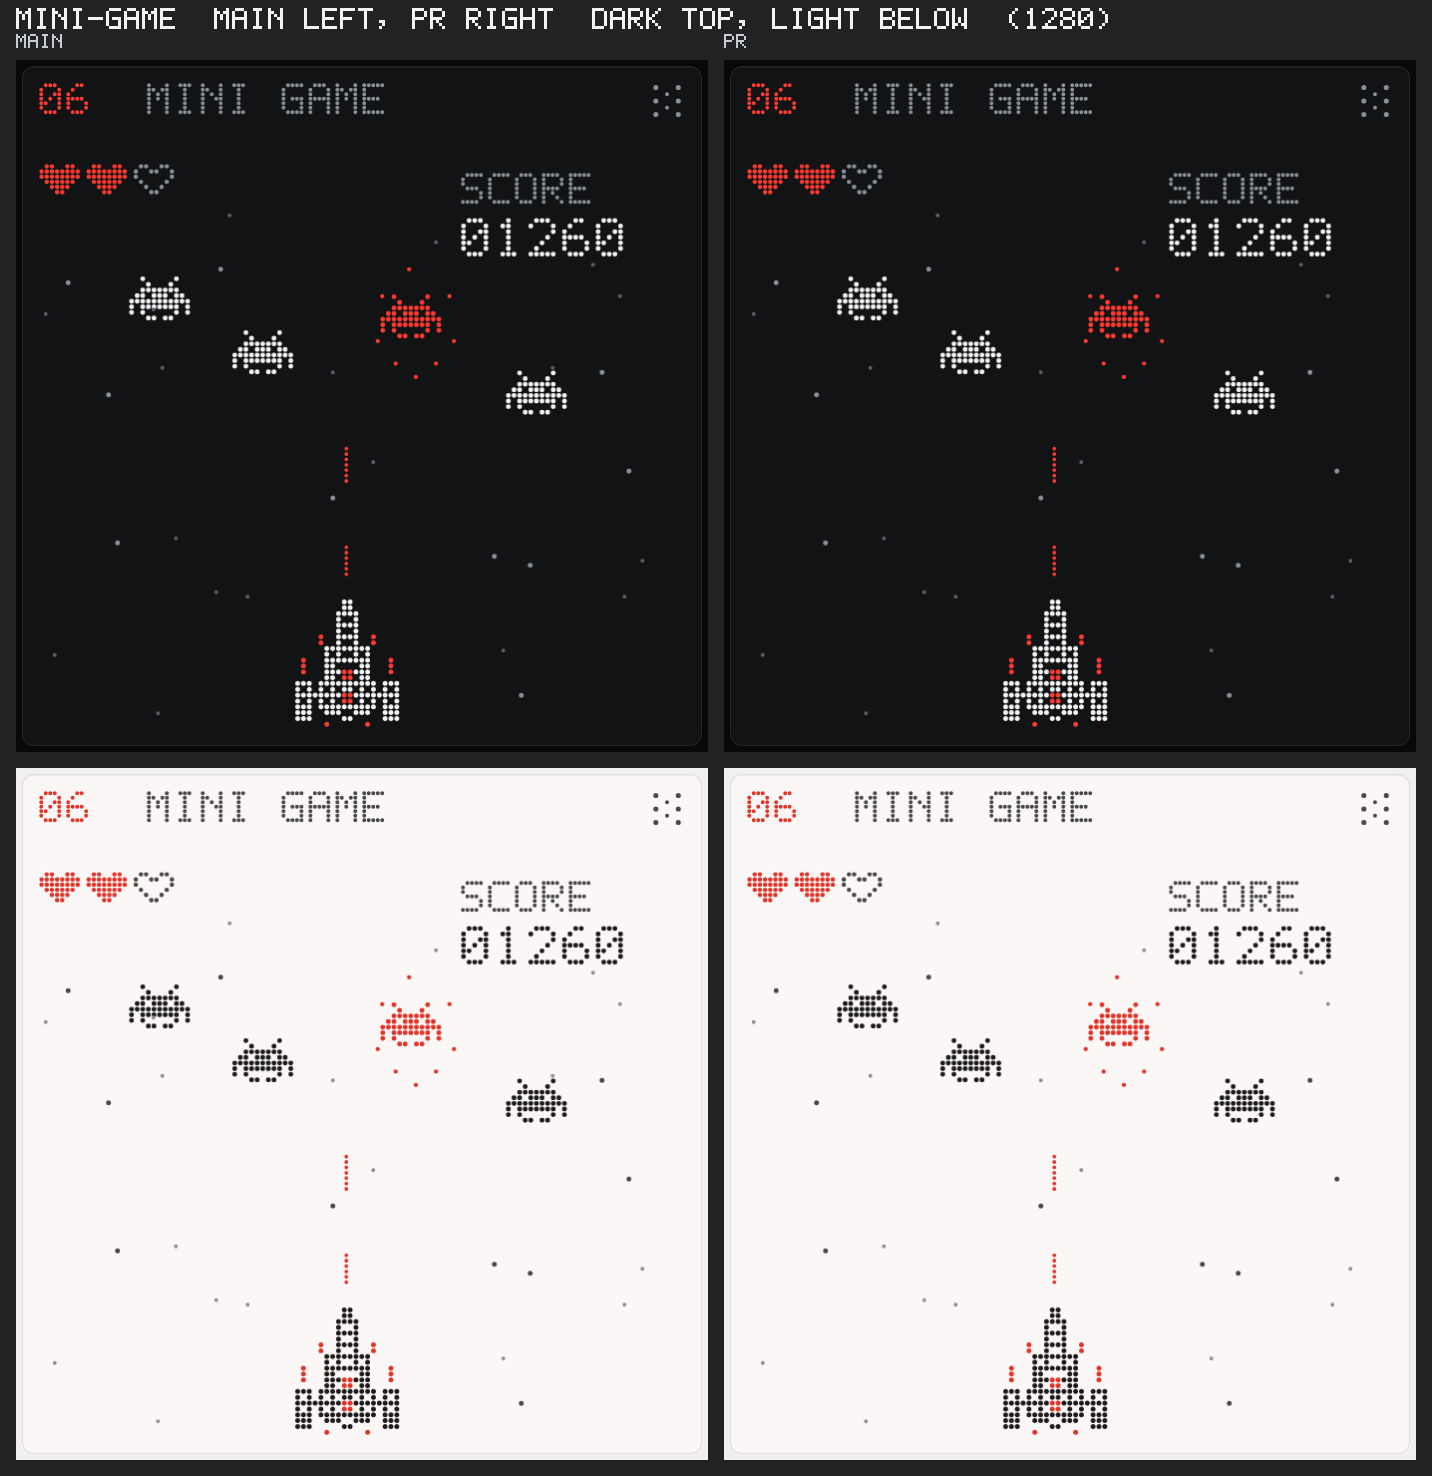 MINI-GAME  MAIN LEFT, PR RIGHT  DARK TOP, LIGHT BELOW  (1280)
MAIN PR
06 MINI GAME 06 MINI GAME
SCORE SCORE
01260 01260
06 MINI GAME 06 MINI GAME
SCORE SCORE
01260 01260